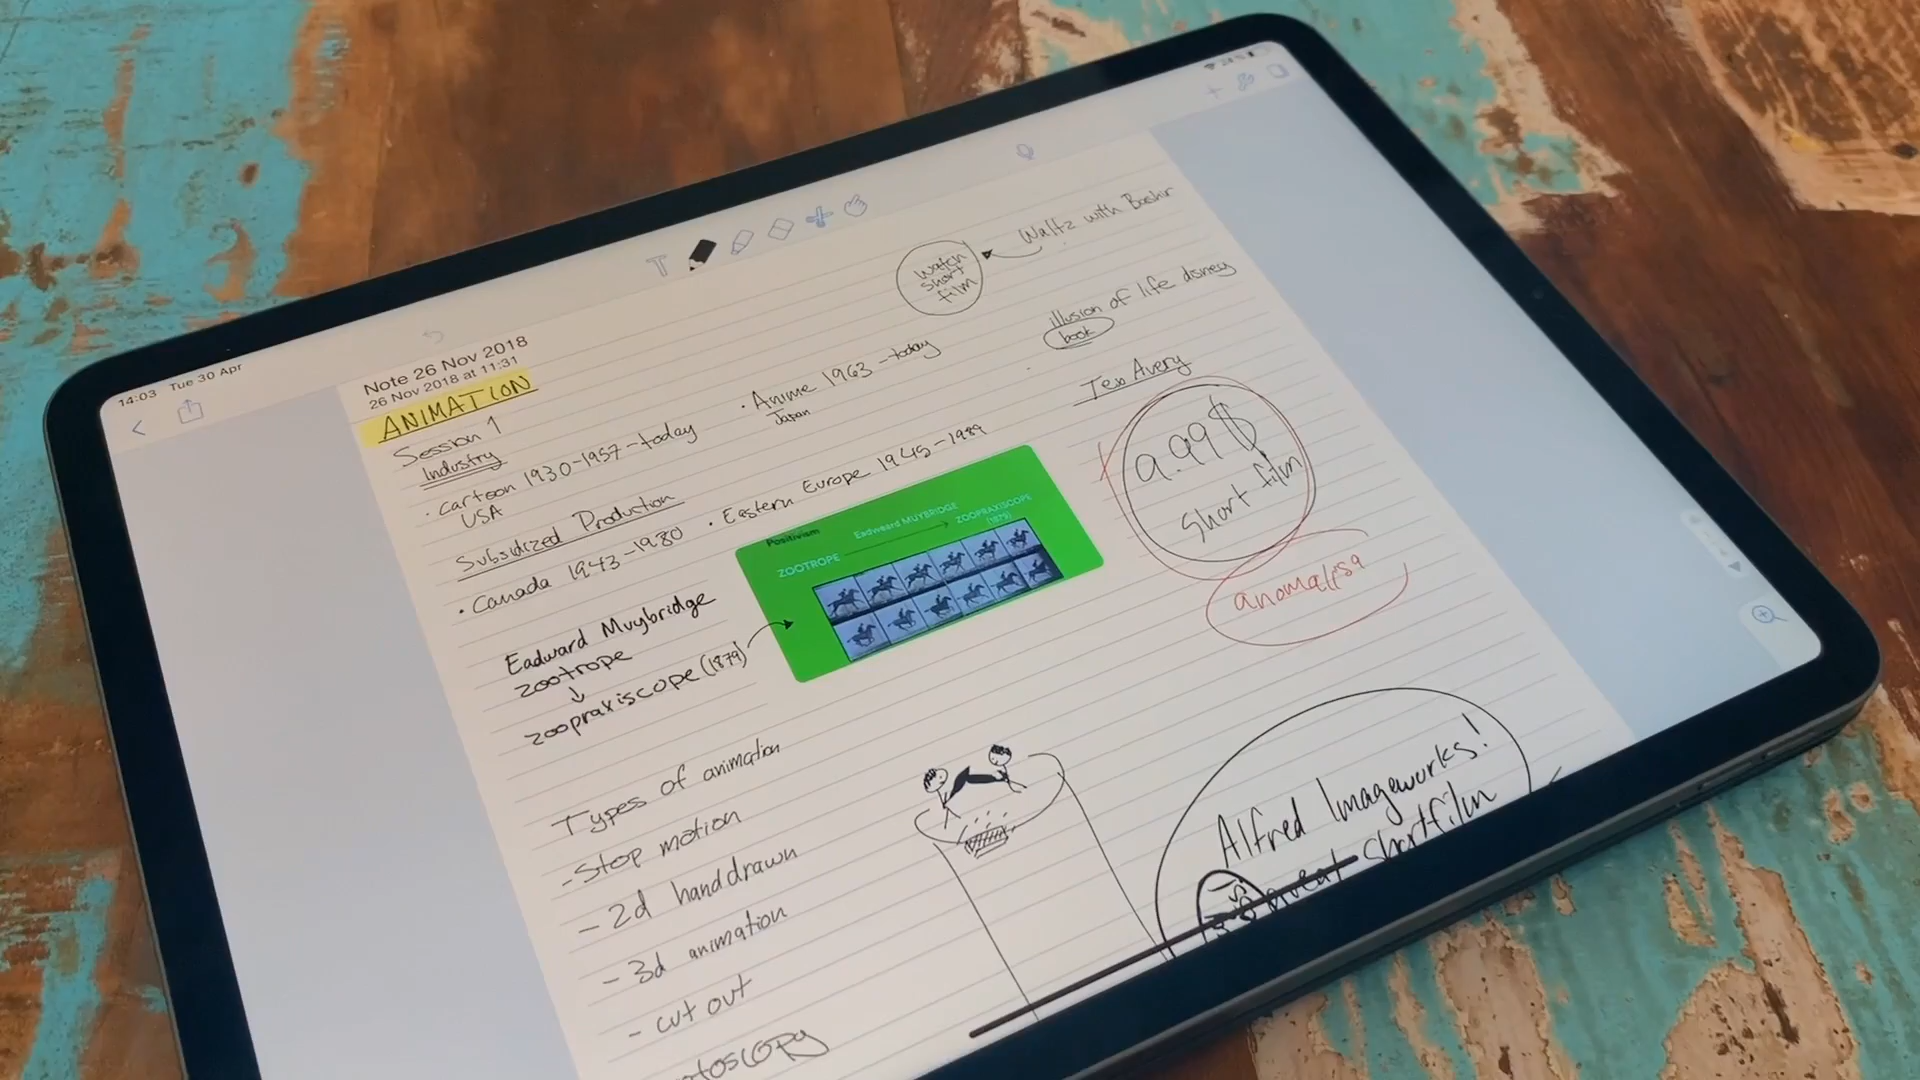 14:03 Tue 30 Apr
Note 26 Nov 2018
26 Nov 2018 at 11:31
ANIMATION
Session 1
Industry
· cartoon 1930-1957-today
USA
· Anime 1963-today
Japan
Subsidized Production
· Canada 1943-1980
· Eastern Europe 1945-1989
Eadward Muybridge
zootrope
↓
zoopraxiscope (1879)
Positivism
ZOOTROPE
Eadweard MUYBRIDGE
ZOOPRAXISCOPE
(1879)
Types of animation
-Stop motion
-2d handdrawn
-3d animation
-cut out
toscopy
watch
short
film
Waltz with Bashir
illusion of life disney
book
Tex Avery
9.99$
short film
anomalisa
Alfred Imageworks!
Shortfilm